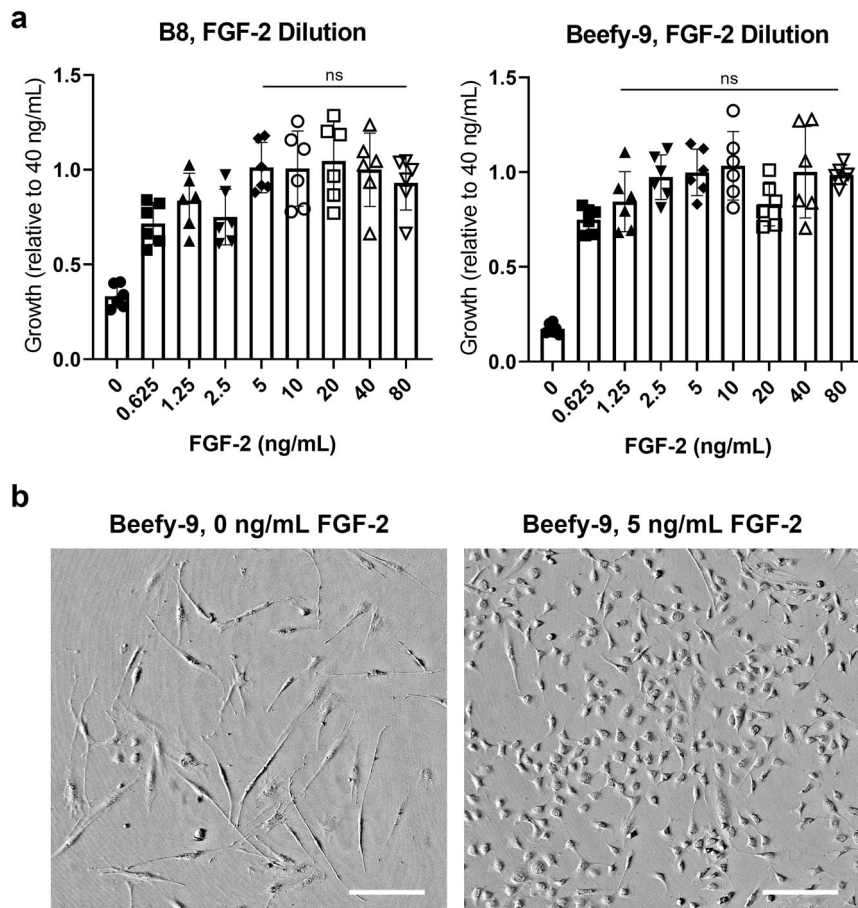 a
B8, FGF-2 Dilution
ns
Growth (relative to 40 ng/mL)
1.5
1.0
0.5
0.0
0 0.625 1.25 2.5 5 10 20 40 80
FGF-2 (ng/mL)
Beefy-9, FGF-2 Dilution
ns
Growth (relative to 40 ng/mL)
1.5
1.0
0.5
0.0
0 0.625 1.25 2.5 5 10 20 40 80
FGF-2 (ng/mL)
b
Beefy-9, 0 ng/mL FGF-2
Beefy-9, 5 ng/mL FGF-2